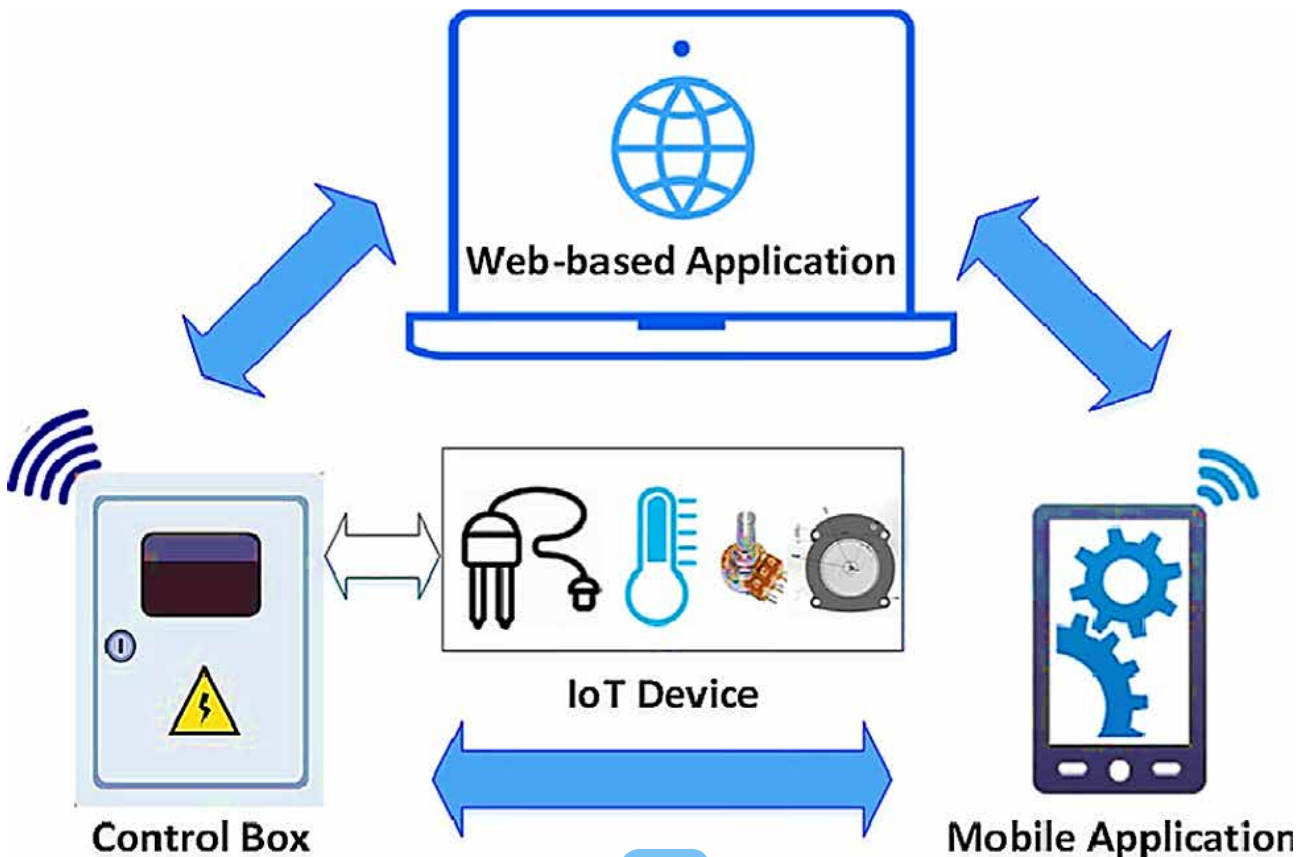 Web-based Application
IoT Device
Control Box
Mobile Application